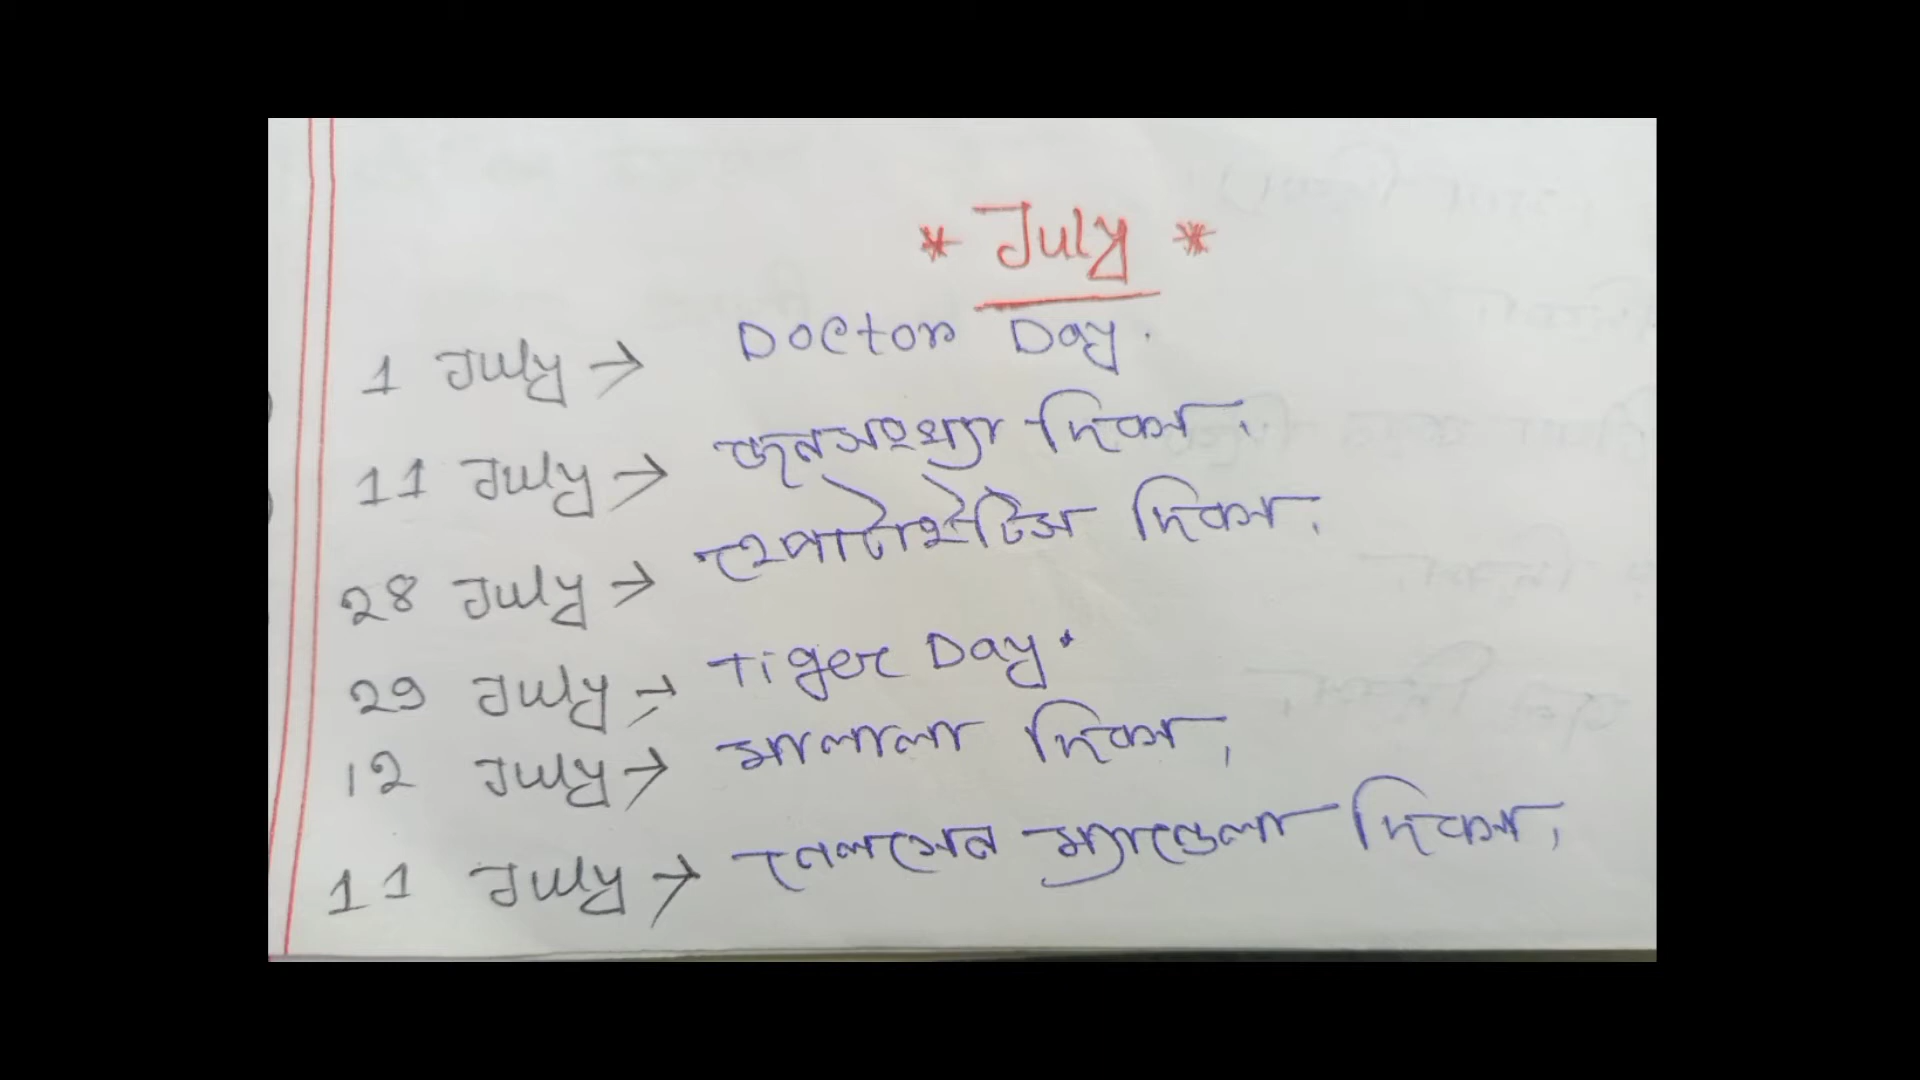 * July *
1 July → Doctor Day.
11 July → জনসংখ্যা দিবস.
28 July → হেপাটাইটিস দিবস.
29 July → Tiger Day.
12 July → মালালা দিবস,
11 July → নেলসেন ম্যান্ডেলা দিবস,